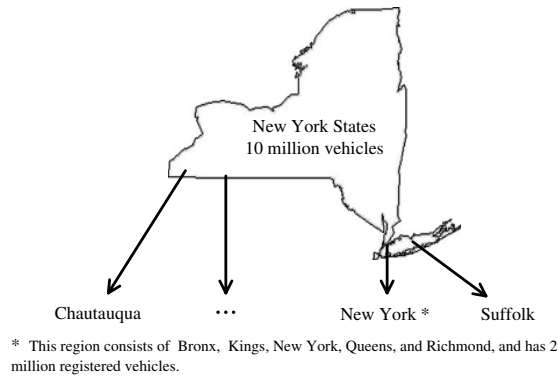 New York States
10 million vehicles
Chautauqua
...
New York *
Suffolk
* This region consists of Bronx, Kings, New York, Queens, and Richmond, and has 2
million registered vehicles.